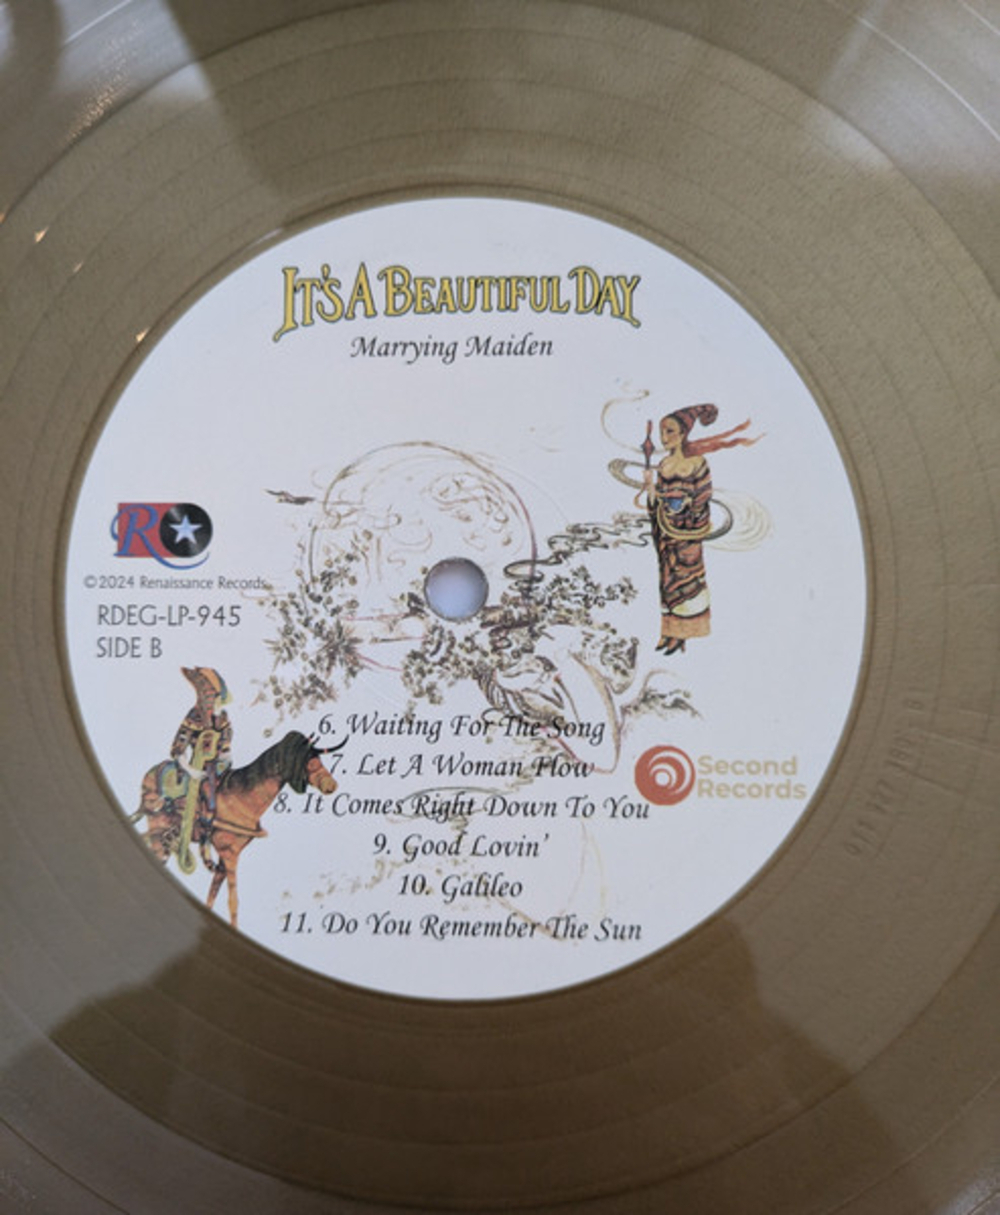 IT'S A BEAUTIFUL DAY
Marrying Maiden
R
©2024 Renaissance Records
RDEG-LP-945
SIDE B
6. Waiting For The Song
7. Let A Woman Flow
8. It Comes Right Down To You
9. Good Lovin'
10. Galileo
11. Do You Remember The Sun
Second
Records